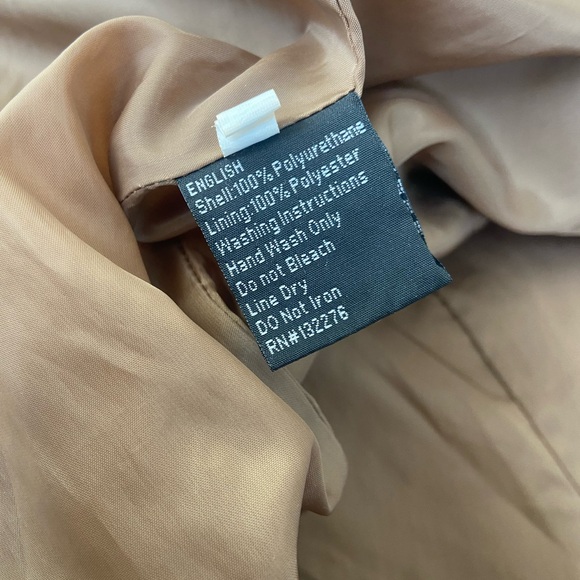 ENGLISH
Shell:100% Polyurethane
Lining:100% Polyester
Washing Instructions
Hand Wash Only
Do not Bleach
Line Dry
DO Not Iron
RN#132276